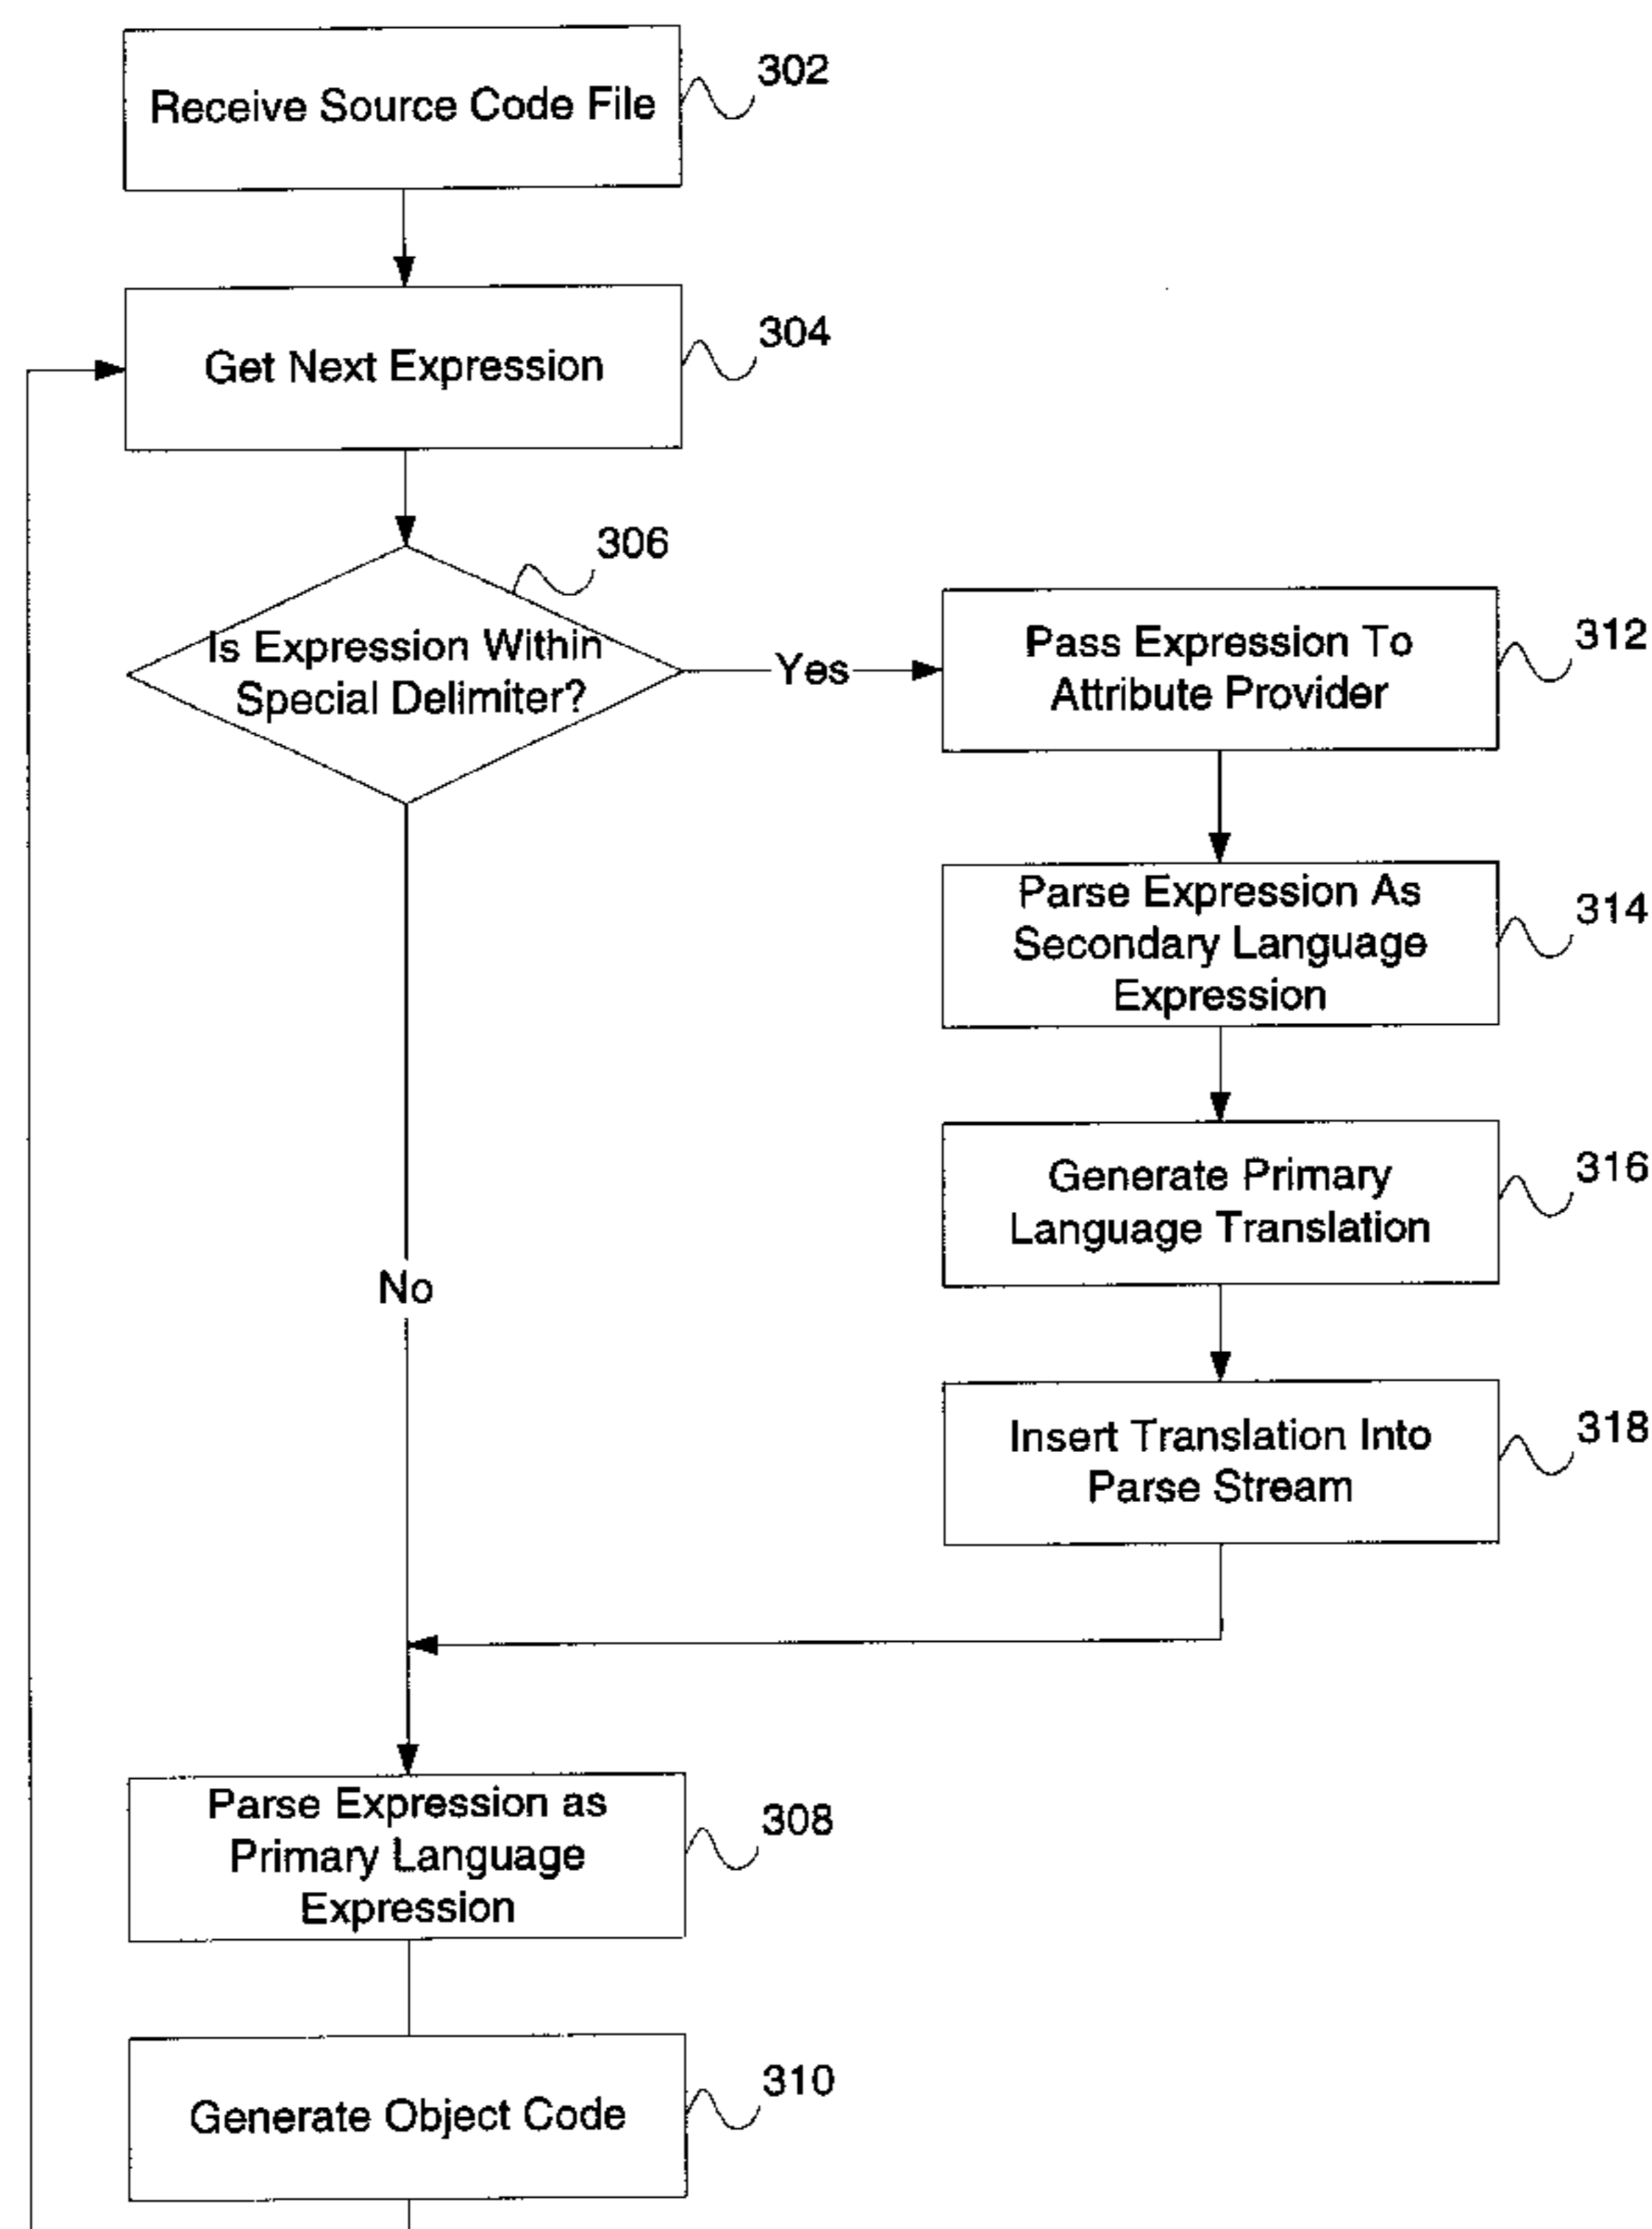 Receive Source Code File
302
Get Next Expression
304
306
Is Expression Within
Special Delimiter?
Yes
Pass Expression To
Attribute Provider
312
Parse Expression As
Secondary Language
Expression
314
Generate Primary
Language Translation
316
No
Insert Translation Into
Parse Stream
318
Parse Expression as
Primary Language
Expression
308
Generate Object Code
310